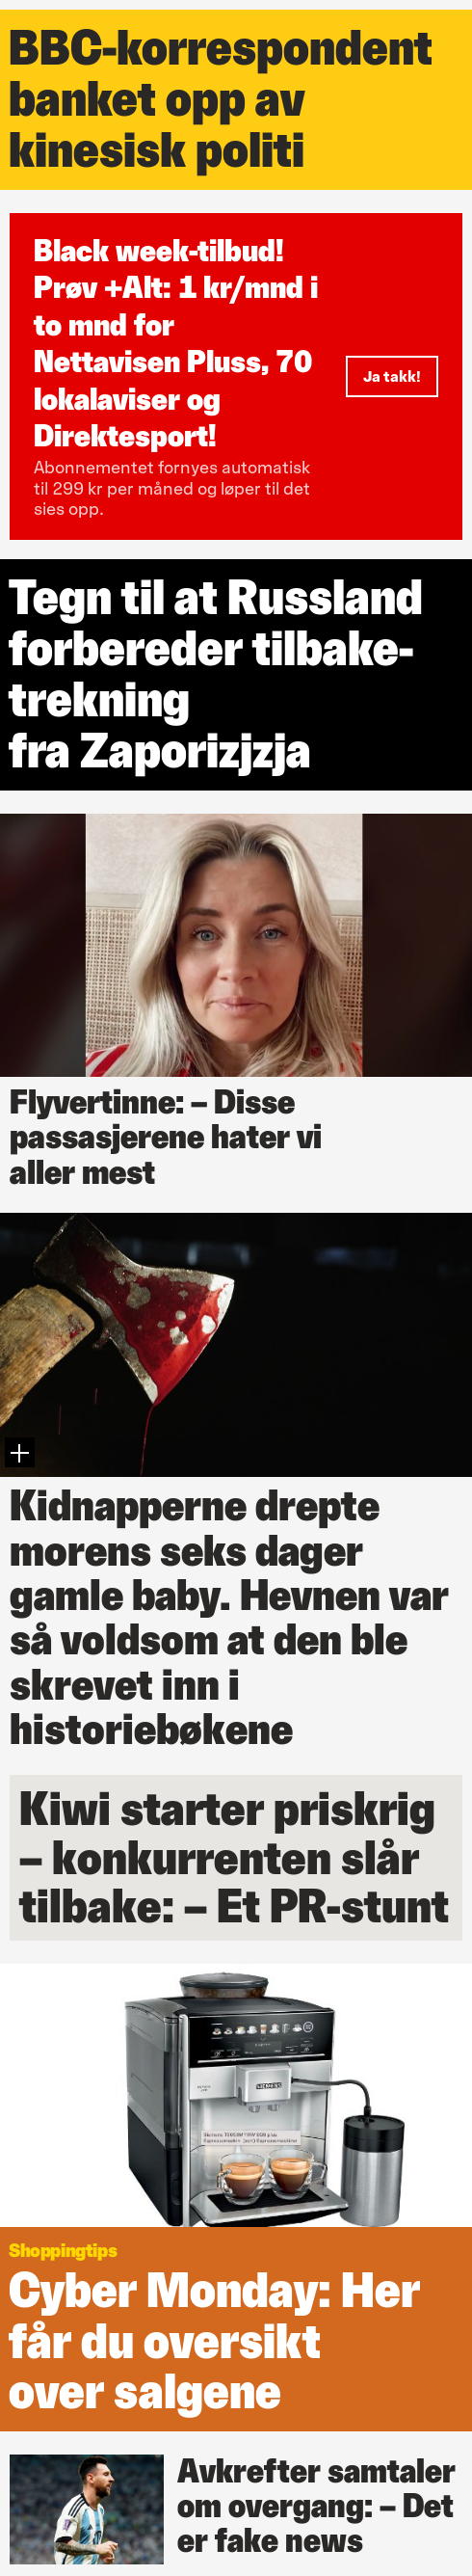 BBC-korrespondent
banket opp av
kinesisk politi
Black week-tilbud!
Prøv +Alt: 1 kr/mnd i
to mnd for
Nettavisen Pluss, 70
lokalaviser og
Direktesport!
Abonnementet fornyes automatisk
til 299 kr per måned og løper til det
sies opp.
Ja takk!
Tegn til at Russland
forbereder tilbake-
trekning
fra Zaporizjzja
Flyvertinne: – Disse
passasjerene hater vi
aller mest
Kidnapperne drepte
morens seks dager
gamle baby. Hevnen var
så voldsom at den ble
skrevet inn i
historiebøkene
Kiwi starter priskrig
– konkurrenten slår
tilbake: – Et PR-stunt
SIEMENS
Shoppingtips
Cyber Monday: Her
får du oversikt
over salgene
Avkrefter samtaler
om overgang: – Det
er fake news